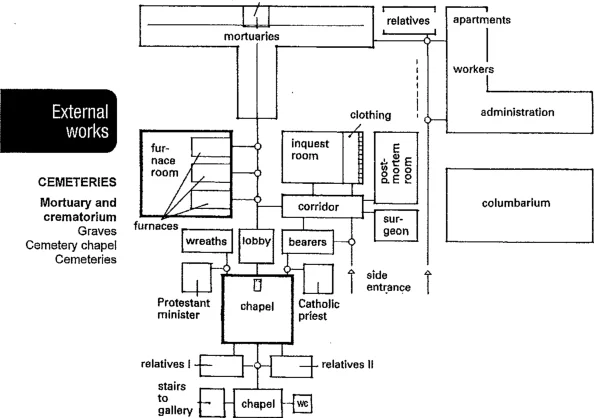 relatives
apartments
mortuaries
workers
External
works
clothing
administration
fur-
nace
room
inquest
room
post-
mortem
room
CEMETERIES
Mortuary and
crematorium
Graves
Cemetery chapel
Cemeteries
columbarium
corridor
furnaces
sur-
geon
wreaths
lobby
bearers
side
entrance
Protestant
minister
chapel
Catholic
priest
relatives I
relatives II
stairs
to
gallery
chapel
wc